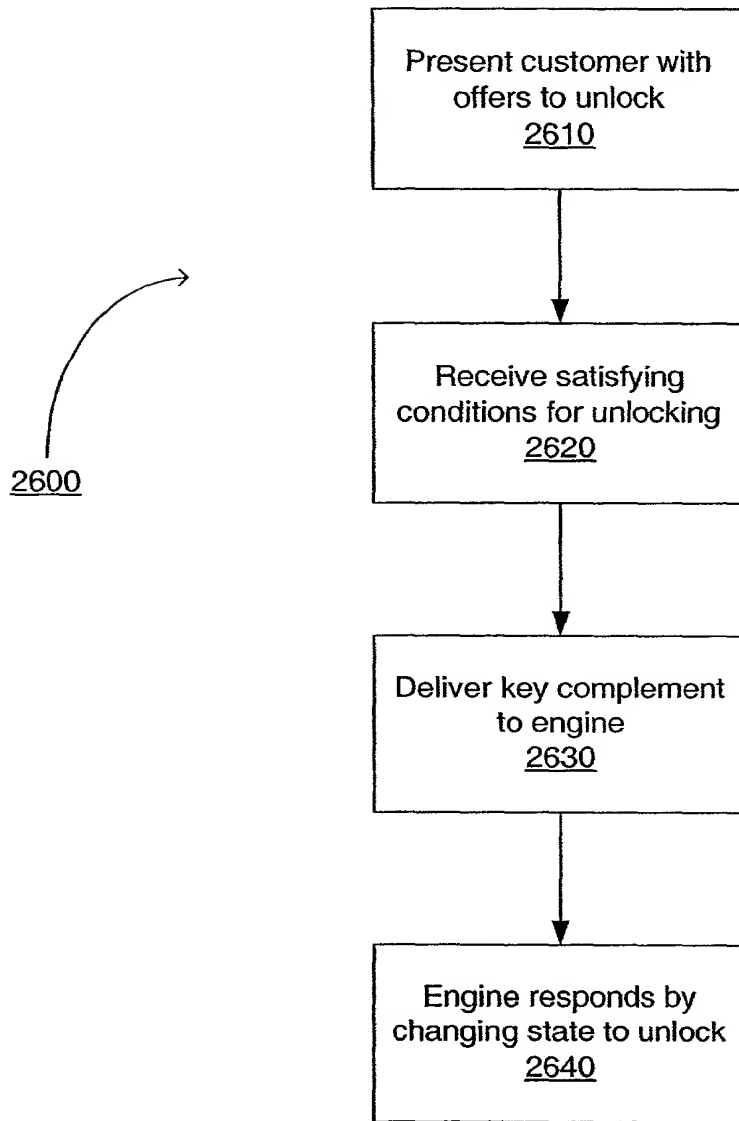 Present customer with
offers to unlock
2610
Receive satisfying
conditions for unlocking
2620
2600
Deliver key complement
to engine
2630
Engine responds by
changing state to unlock
2640